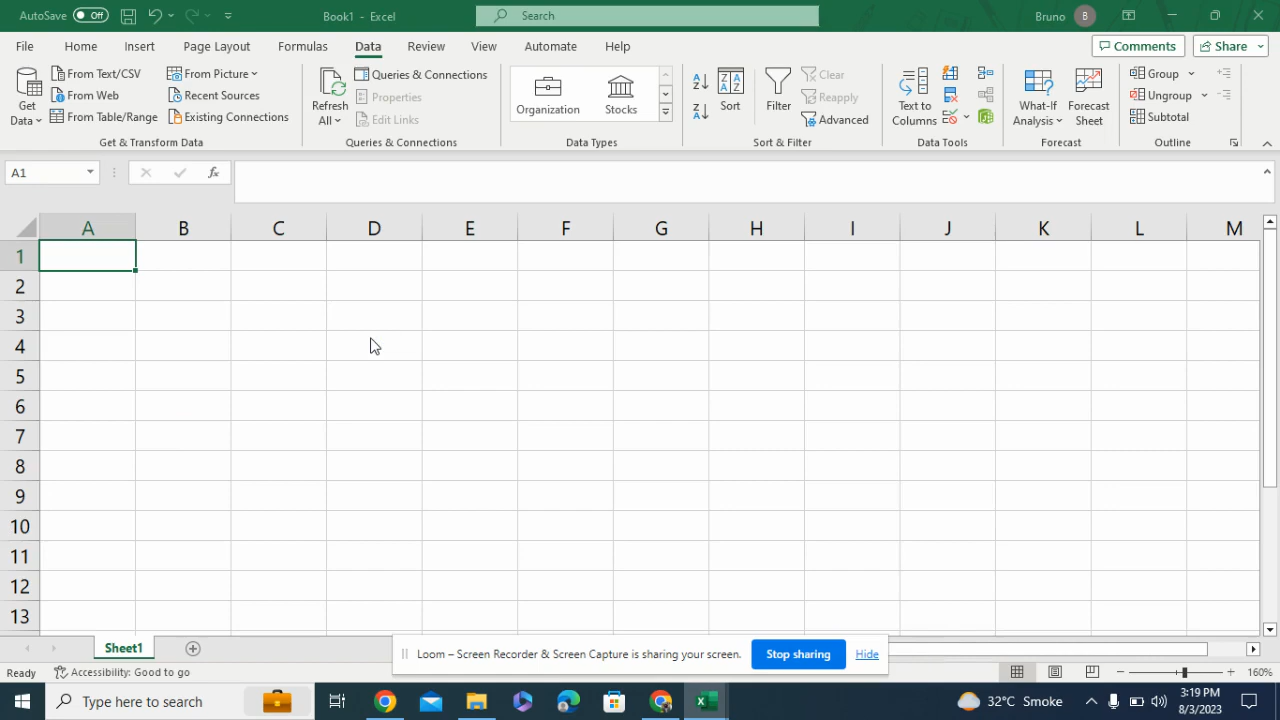 AutoSave Off Book1 - Excel Search Bruno B
File Home Insert Page Layout Formulas Data Review View Automate Help Comments Share
Get Data From Text/CSV From Picture Refresh All Queries & Connections Organization Stocks Sort Filter Clear Text to Columns What-If Analysis Forecast Sheet Group
From Web Recent Sources Properties Reapply Ungroup
From Table/Range Existing Connections Edit Links Advanced Subtotal
Get & Transform Data Queries & Connections Data Types Sort & Filter Data Tools Forecast Outline
A1 fx
A B C D E F G H I J K L M
1
2
3
4
5
6
7
8
9
10
11
12
13
Sheet1
Loom – Screen Recorder & Screen Capture is sharing your screen. Stop sharing Hide
Ready Accessibility: Good to go 160%
Type here to search 32°C Smoke 3:19 PM
8/3/2023